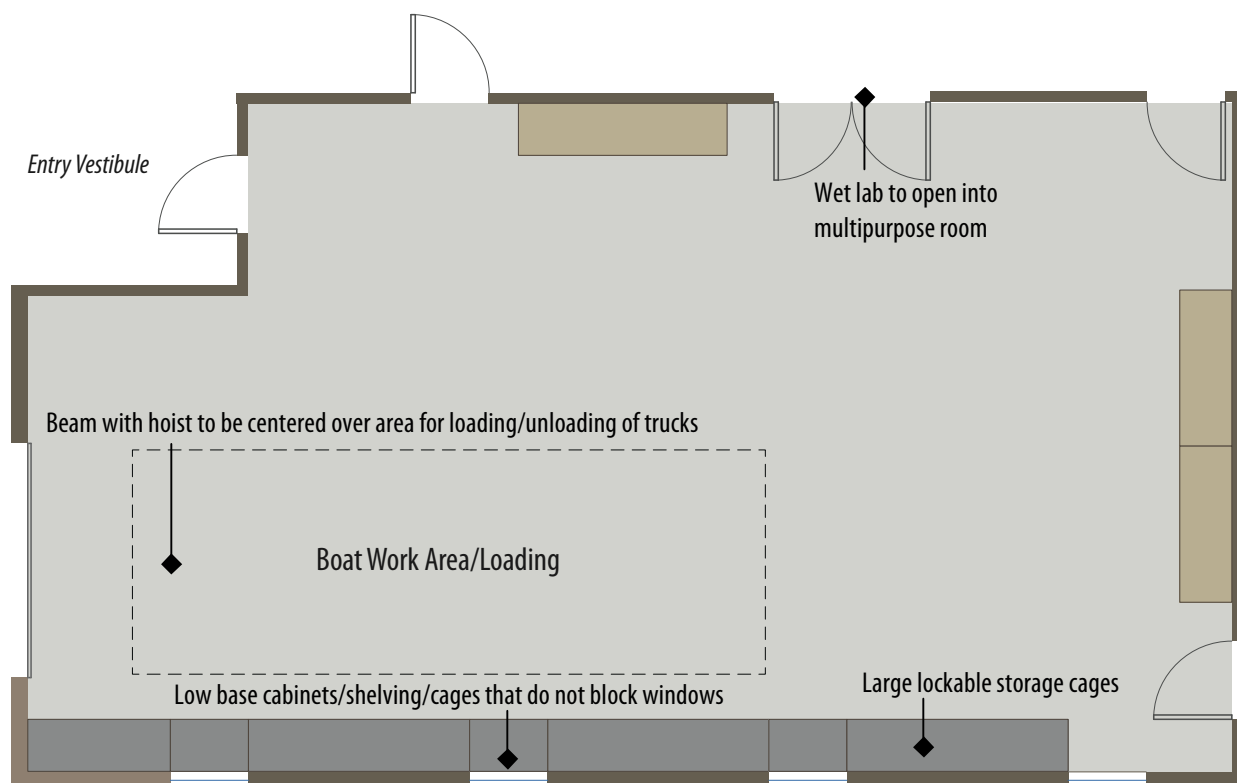 Entry Vestibule
Wet lab to open into
multipurpose room
Beam with hoist to be centered over area for loading/unloading of trucks
Boat Work Area/Loading
Low base cabinets/shelving/cages that do not block windows
Large lockable storage cages